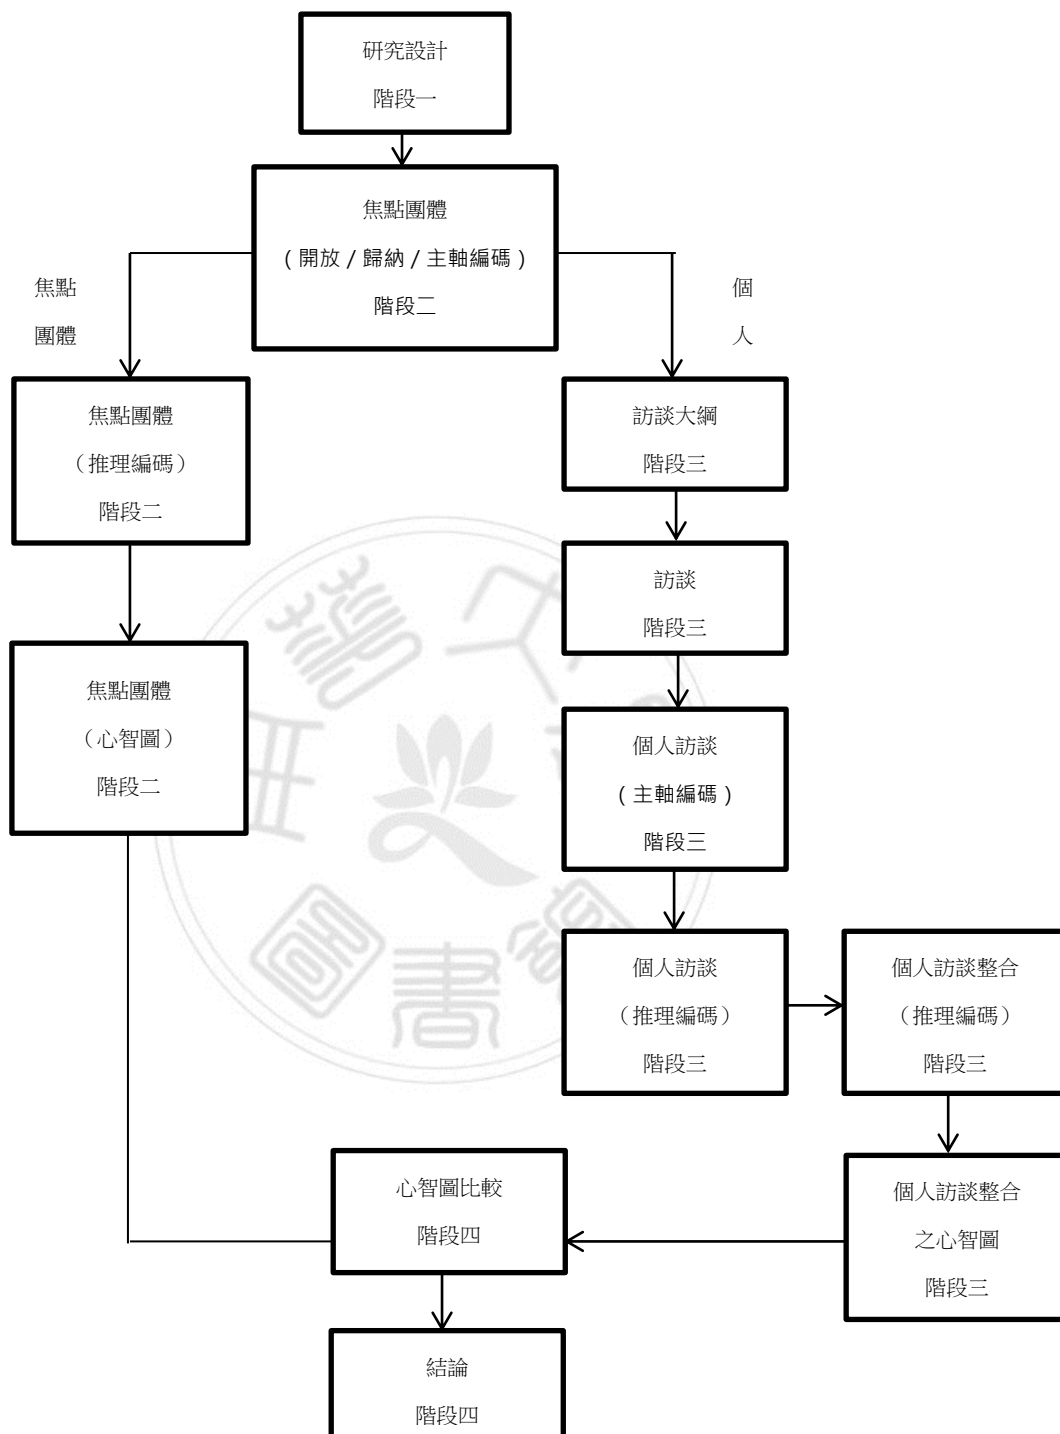 研究設計
階段一
焦點團體
(開放/歸納/主軸編碼)
階段二
焦點
團體
個
人
焦點團體
（推理編碼）
階段二
訪談大綱
階段三
訪談
階段三
焦點團體
（心智圖）
階段二
個人訪談
(主軸編碼)
階段三
個人訪談
（推理編碼）
階段三
個人訪談整合
（推理編碼）
階段三
心智圖比較
階段四
個人訪談整合
之心智圖
階段三
結論
階段四